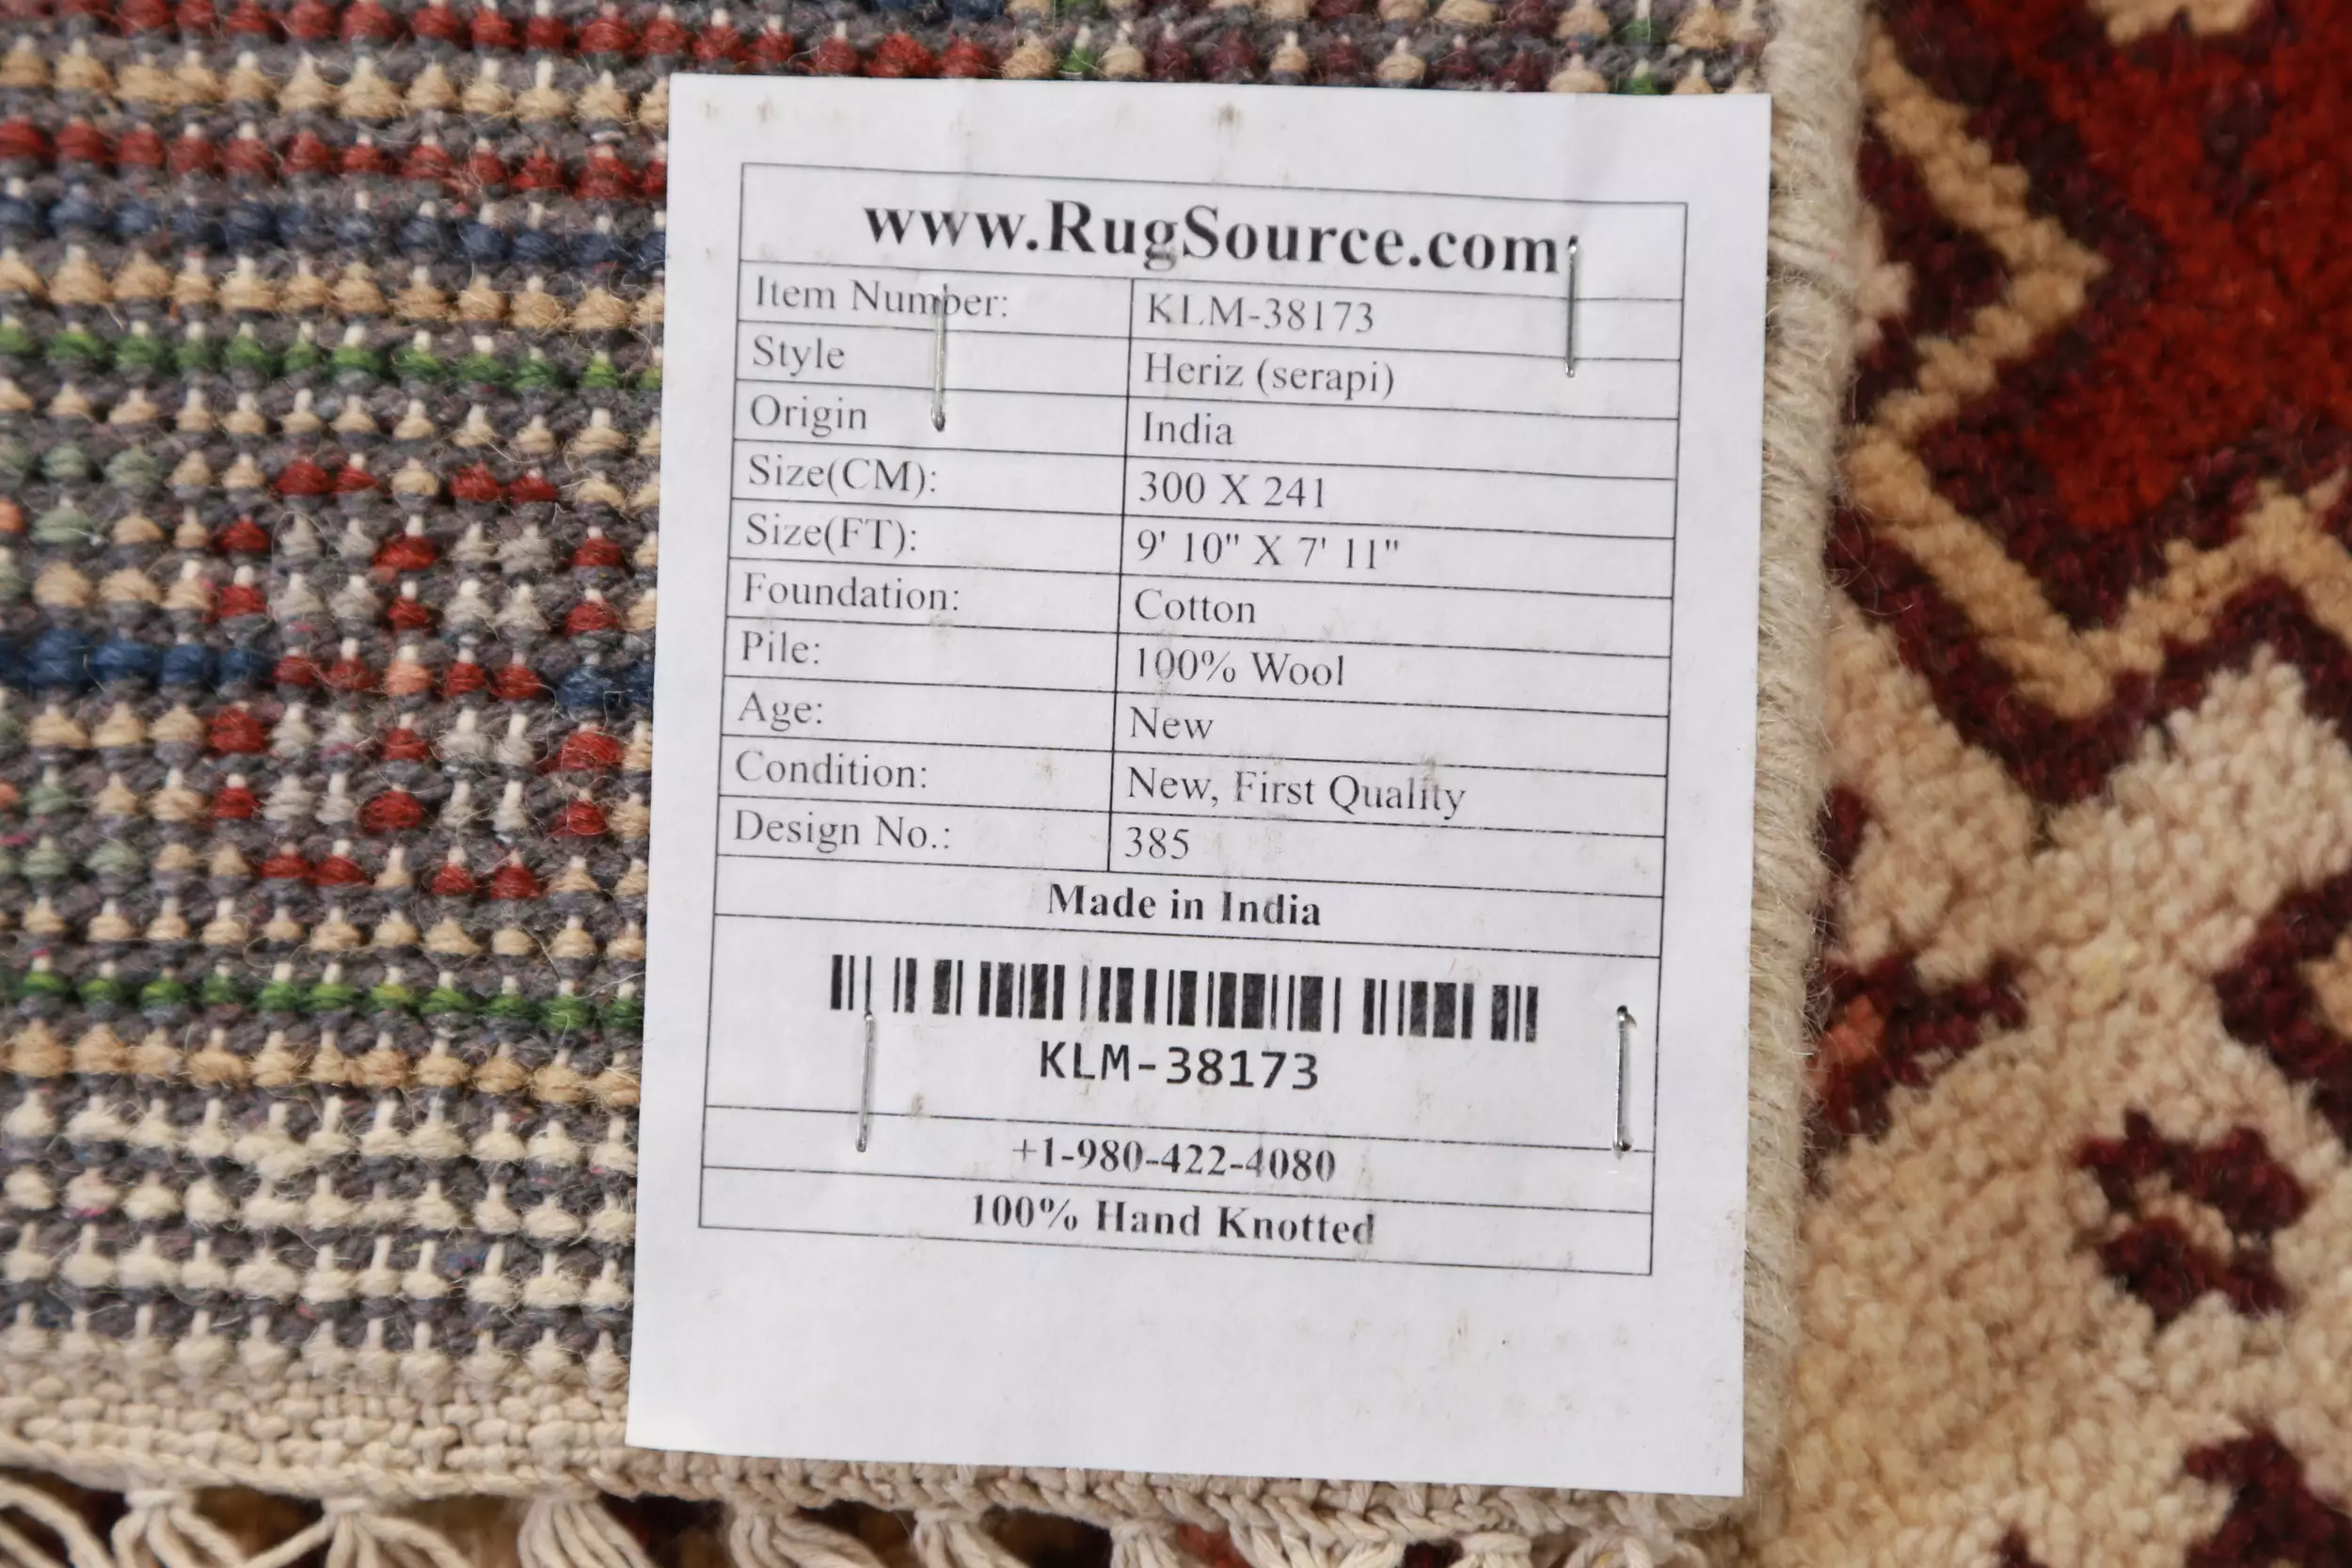 www.RugSource.com
Item Number: KLM-38173
Style Heriz (serapi)
Origin India
Size(CM): 300 X 241
Size(FT): 9' 10" X 7' 11"
Foundation: Cotton
Pile: 100% Wool
Age: New
Condition: New, First Quality
Design No.: 385
Made in India
KLM-38173
+1-980-422-4080
100% Hand Knotted